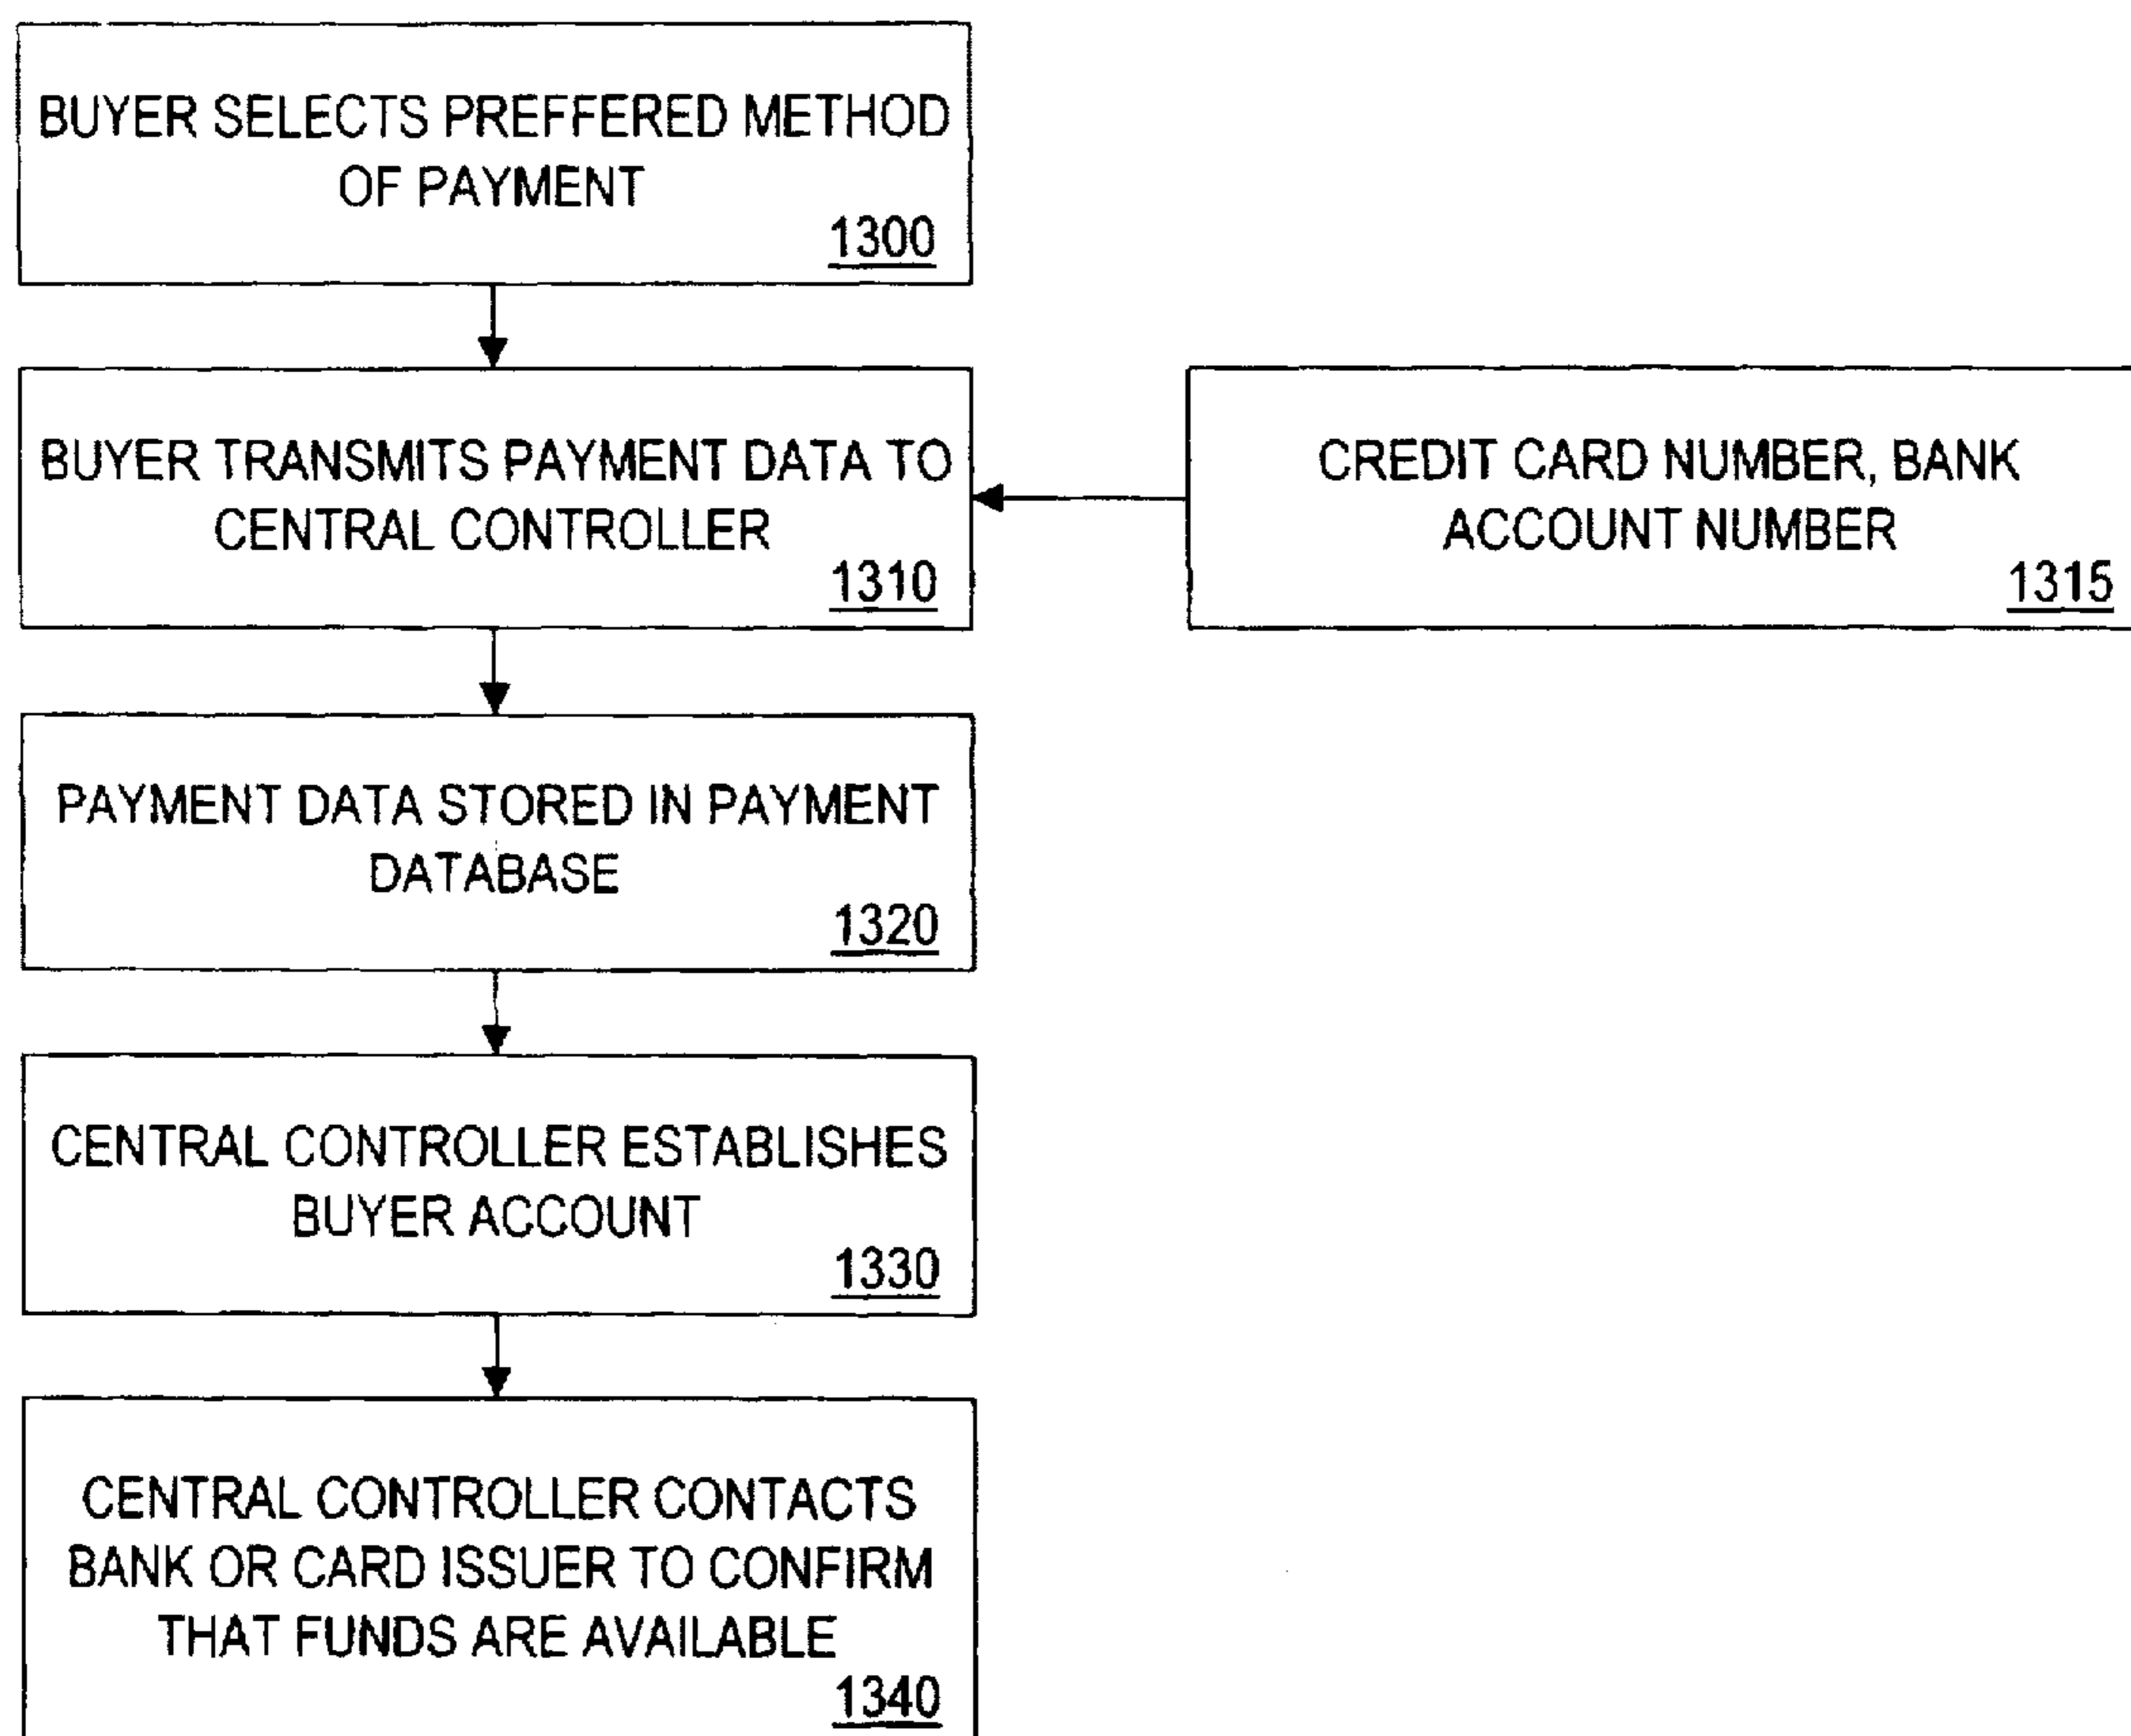 BUYER SELECTS PREFFERED METHOD
OF PAYMENT
1300
BUYER TRANSMITS PAYMENT DATA TO
CENTRAL CONTROLLER
1310
CREDIT CARD NUMBER, BANK
ACCOUNT NUMBER
1315
PAYMENT DATA STORED IN PAYMENT
DATABASE
1320
CENTRAL CONTROLLER ESTABLISHES
BUYER ACCOUNT
1330
CENTRAL CONTROLLER CONTACTS
BANK OR CARD ISSUER TO CONFIRM
THAT FUNDS ARE AVAILABLE
1340